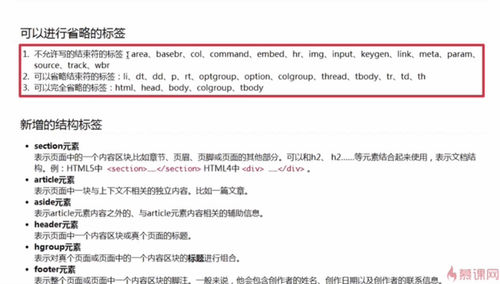 可以进行省略的标签
1. 不允许写的结束符的标签：area、basebr、col、command、embed、hr、img、input、keygen、link、meta、param、
source、track、wbr
2. 可以省略结束符的标签：li、dt、dd、p、rt、optgroup、option、colgroup、thread、tbody、tr、td、th
3. 可以完全省略的标签：html、head、body、colgroup、tbody
新增的结构标签
• section元素
表示页面中的一个内容区块,比如章节、页眉、页脚或页面的其他部分。可以和h2、 h2……等元素结合起来使用，表示文档结
构。例：HTML5中 <section>……</section> HTML4中 <div> ……</div> 。
• article元素
表示页面中一块与上下文不相关的独立内容。比如一篇文章。
• aside元素
表示article元素内容之外的、与article元素内容相关的辅助信息。
• header元素
表示页面中一个内容区块或真个页面的标题。
• hgroup元素
表示对真个页面或页面中的一个内容区块的标题进行组合。
• footer元素
表示整个页面或页面中一个内容区块的脚注。一般来说，他会包含创作者的姓名、创作日期以及创作者的联系信息。
慕课网